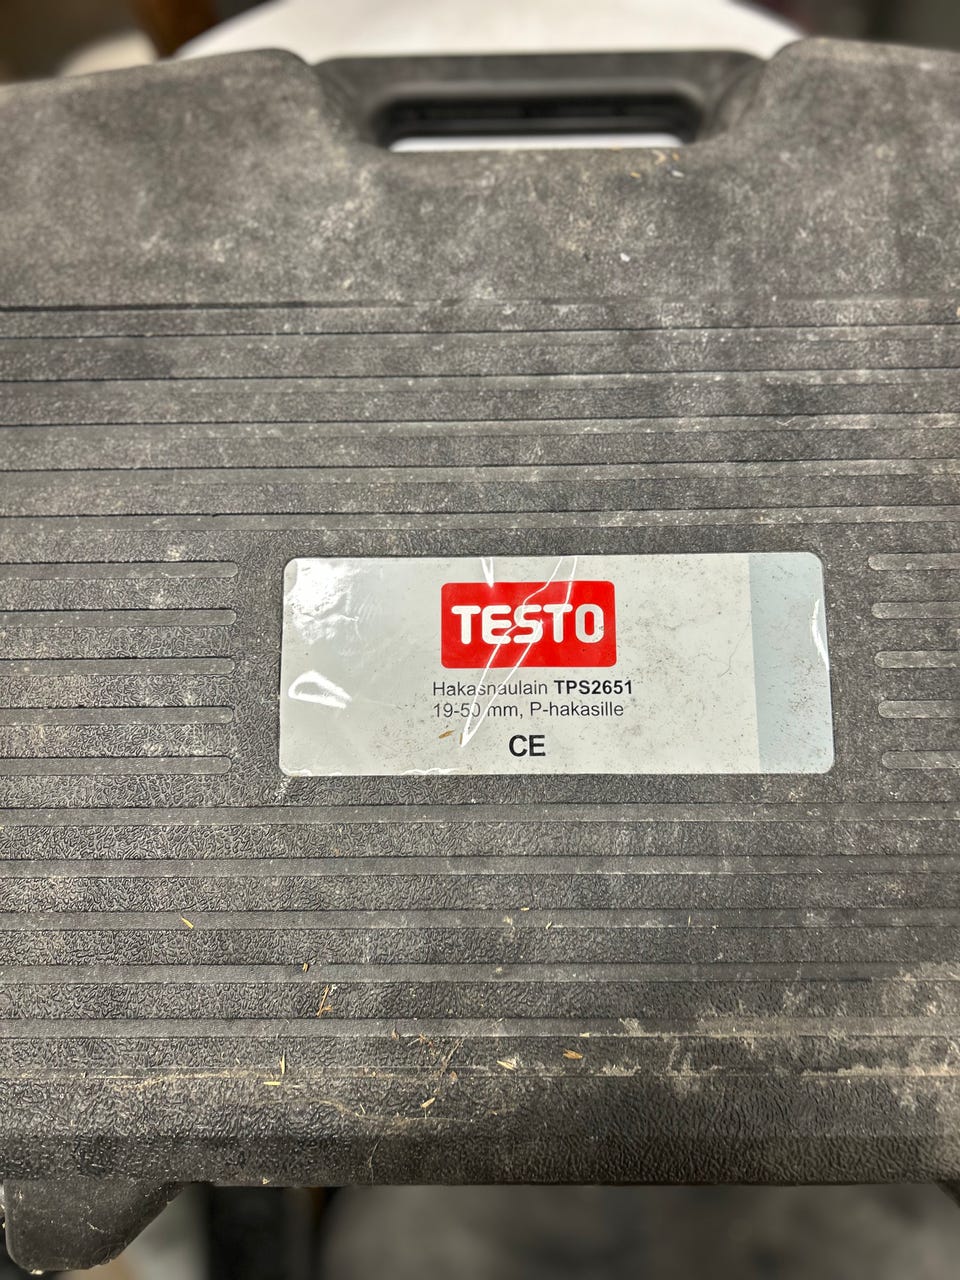 TESTO
Hakasnaulain TPS2651
19-50 mm, P-hakasille
CE